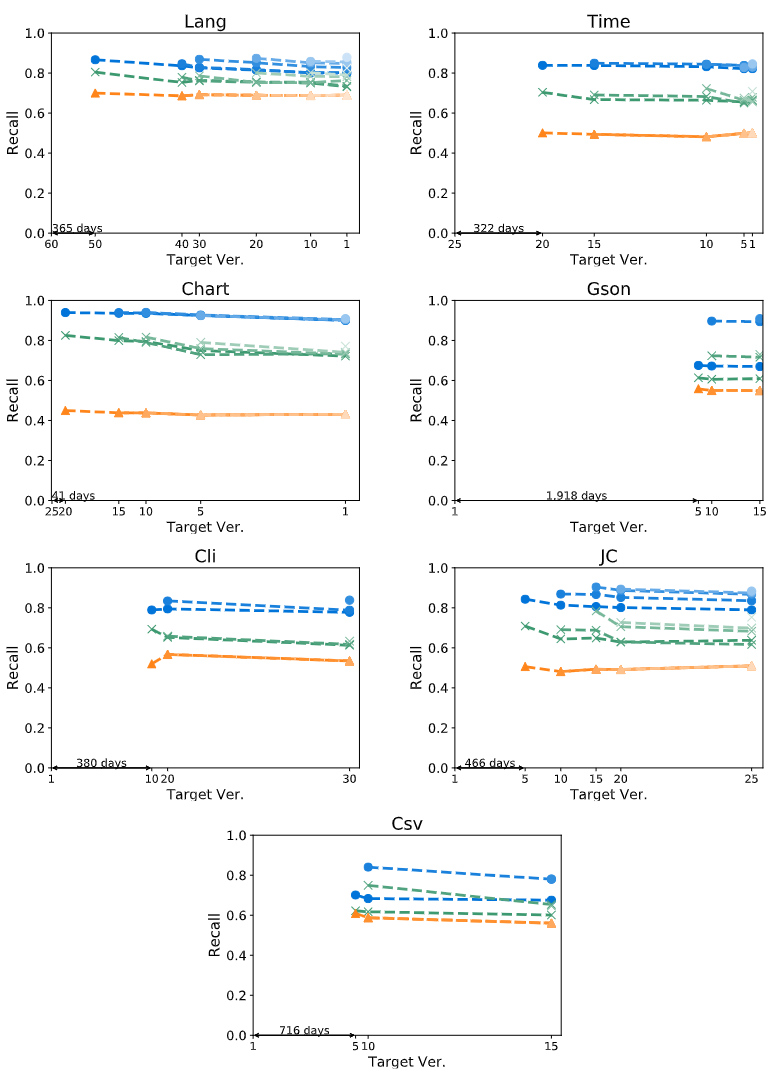 Lang
Recall
1.0
0.8
0.6
0.4
0.2
0.0
365 days
60 50 40 30 20 10 1
Target Ver.
Time
Recall
1.0
0.8
0.6
0.4
0.2
0.0
322 days
25 20 15 10 5 1
Target Ver.
Chart
Recall
1.0
0.8
0.6
0.4
0.2
0.0
41 days
25 20 15 10 5 1
Target Ver.
Gson
Recall
1.0
0.8
0.6
0.4
0.2
0.0
1,918 days
1 5 10 15
Target Ver.
Cli
Recall
1.0
0.8
0.6
0.4
0.2
0.0
380 days
1 10 20 30
Target Ver.
JC
Recall
1.0
0.8
0.6
0.4
0.2
0.0
466 days
1 5 10 15 20 25
Target Ver.
Csv
Recall
1.0
0.8
0.6
0.4
0.2
0.0
716 days
1 5 10 15
Target Ver.